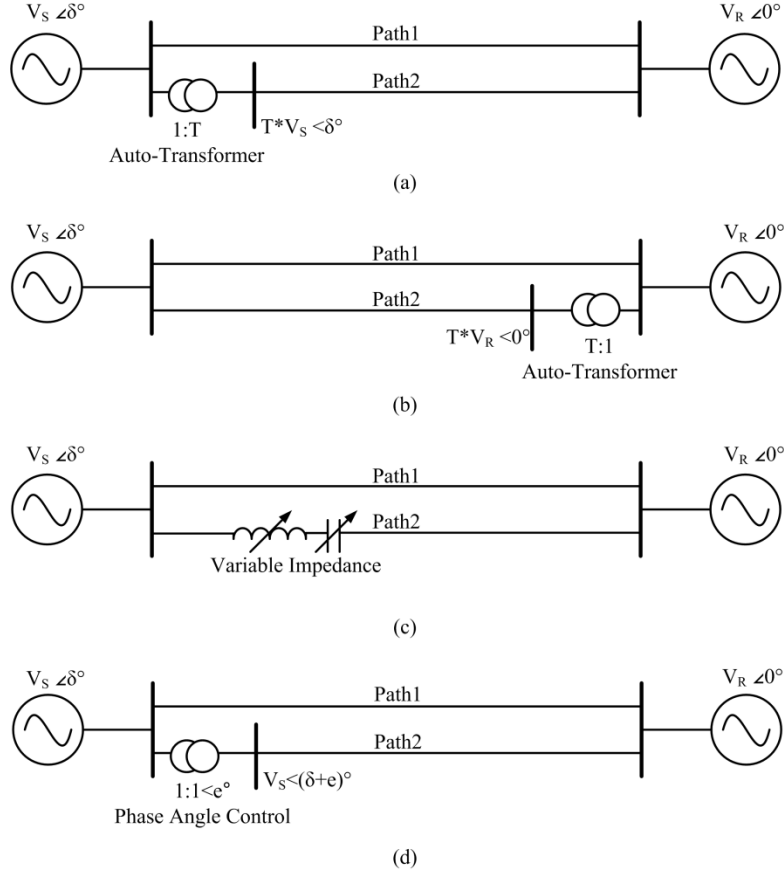 V_S ∠δ°
V_R ∠0°
Path1
Path2
1:T
T*V_S <δ°
Auto-Transformer
(a)
V_S ∠δ°
V_R ∠0°
Path1
Path2
T*V_R <0°
T:1
Auto-Transformer
(b)
V_S ∠δ°
V_R ∠0°
Path1
Path2
Variable Impedance
(c)
V_S ∠δ°
V_R ∠0°
Path1
Path2
1:1<e°
V_S<(δ+e)°
Phase Angle Control
(d)